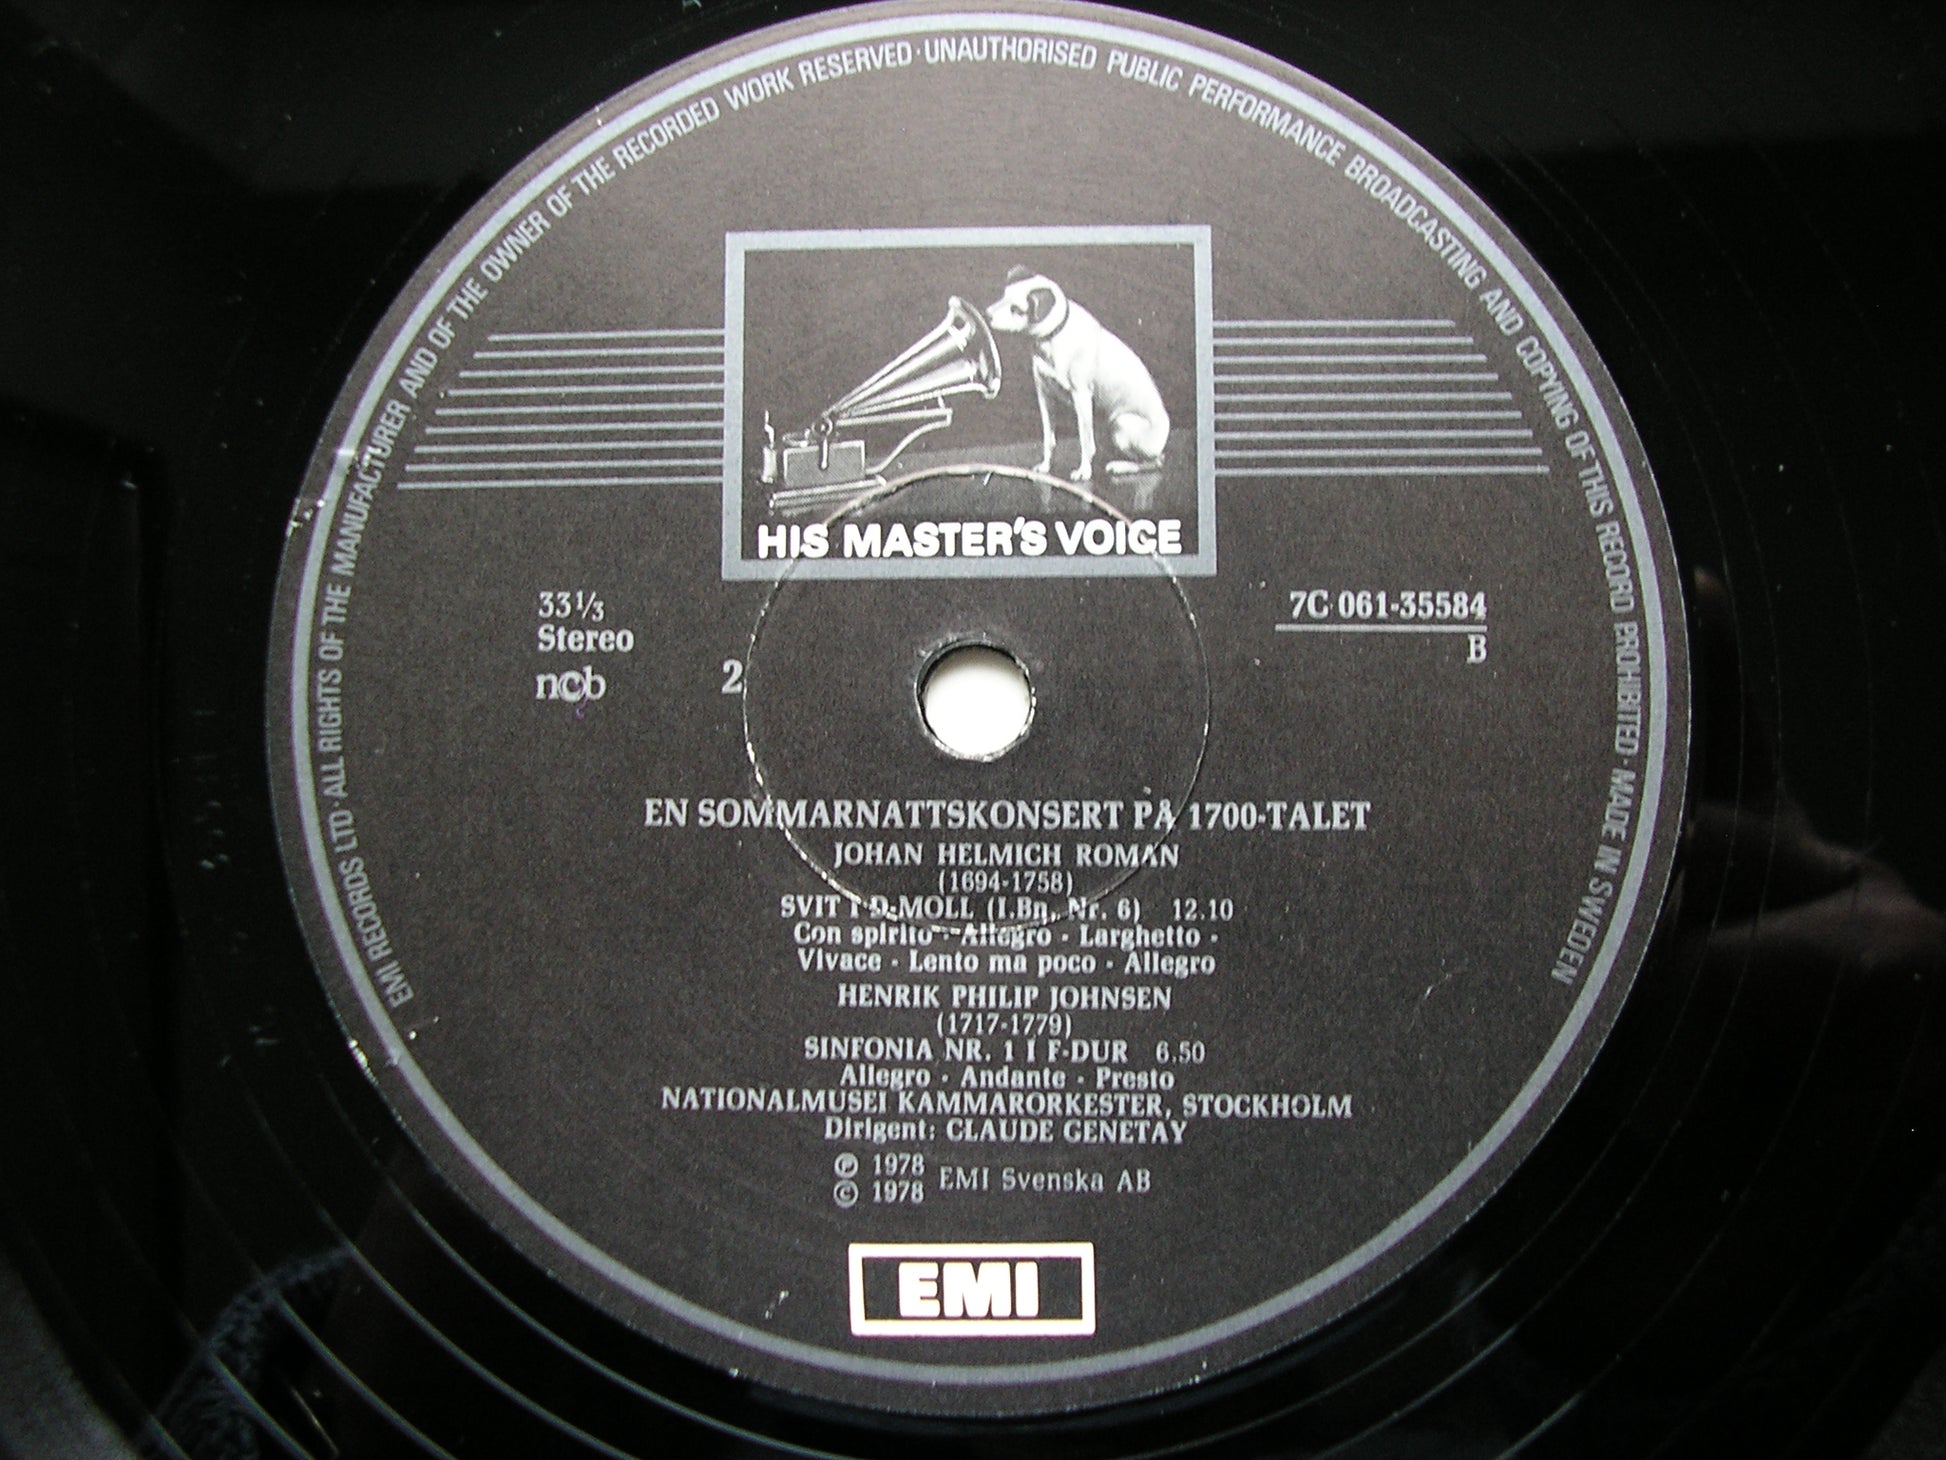 EMI RECORDS LTD · ALL RIGHTS OF THE MANUFACTURER AND OF THE OWNER OF THE RECORDED WORK RESERVED · UNAUTHORISED PUBLIC PERFORMANCE BROADCASTING AND COPYING OF THIS RECORD PROHIBITED · MADE IN SWEDEN
HIS MASTER'S VOICE
33⅓
Stereo
ncb
2
7C 061-35584
B
EN SOMMARNATTSKONSERT PÅ 1700-TALET
JOHAN HELMICH ROMAN
(1694-1758)
SVIT I D-MOLL (I.Bn. Nr. 6) 12.10
Con spirito - Allegro - Larghetto -
Vivace - Lento ma poco - Allegro
HENRIK PHILIP JOHNSEN
(1717-1779)
SINFONIA NR. 1 I F-DUR 6.50
Allegro - Andante - Presto
NATIONALMUSEI KAMMARORKESTER, STOCKHOLM
Dirigent: CLAUDE GENETAY
℗ 1978
© 1978 EMI Svenska AB
EMI